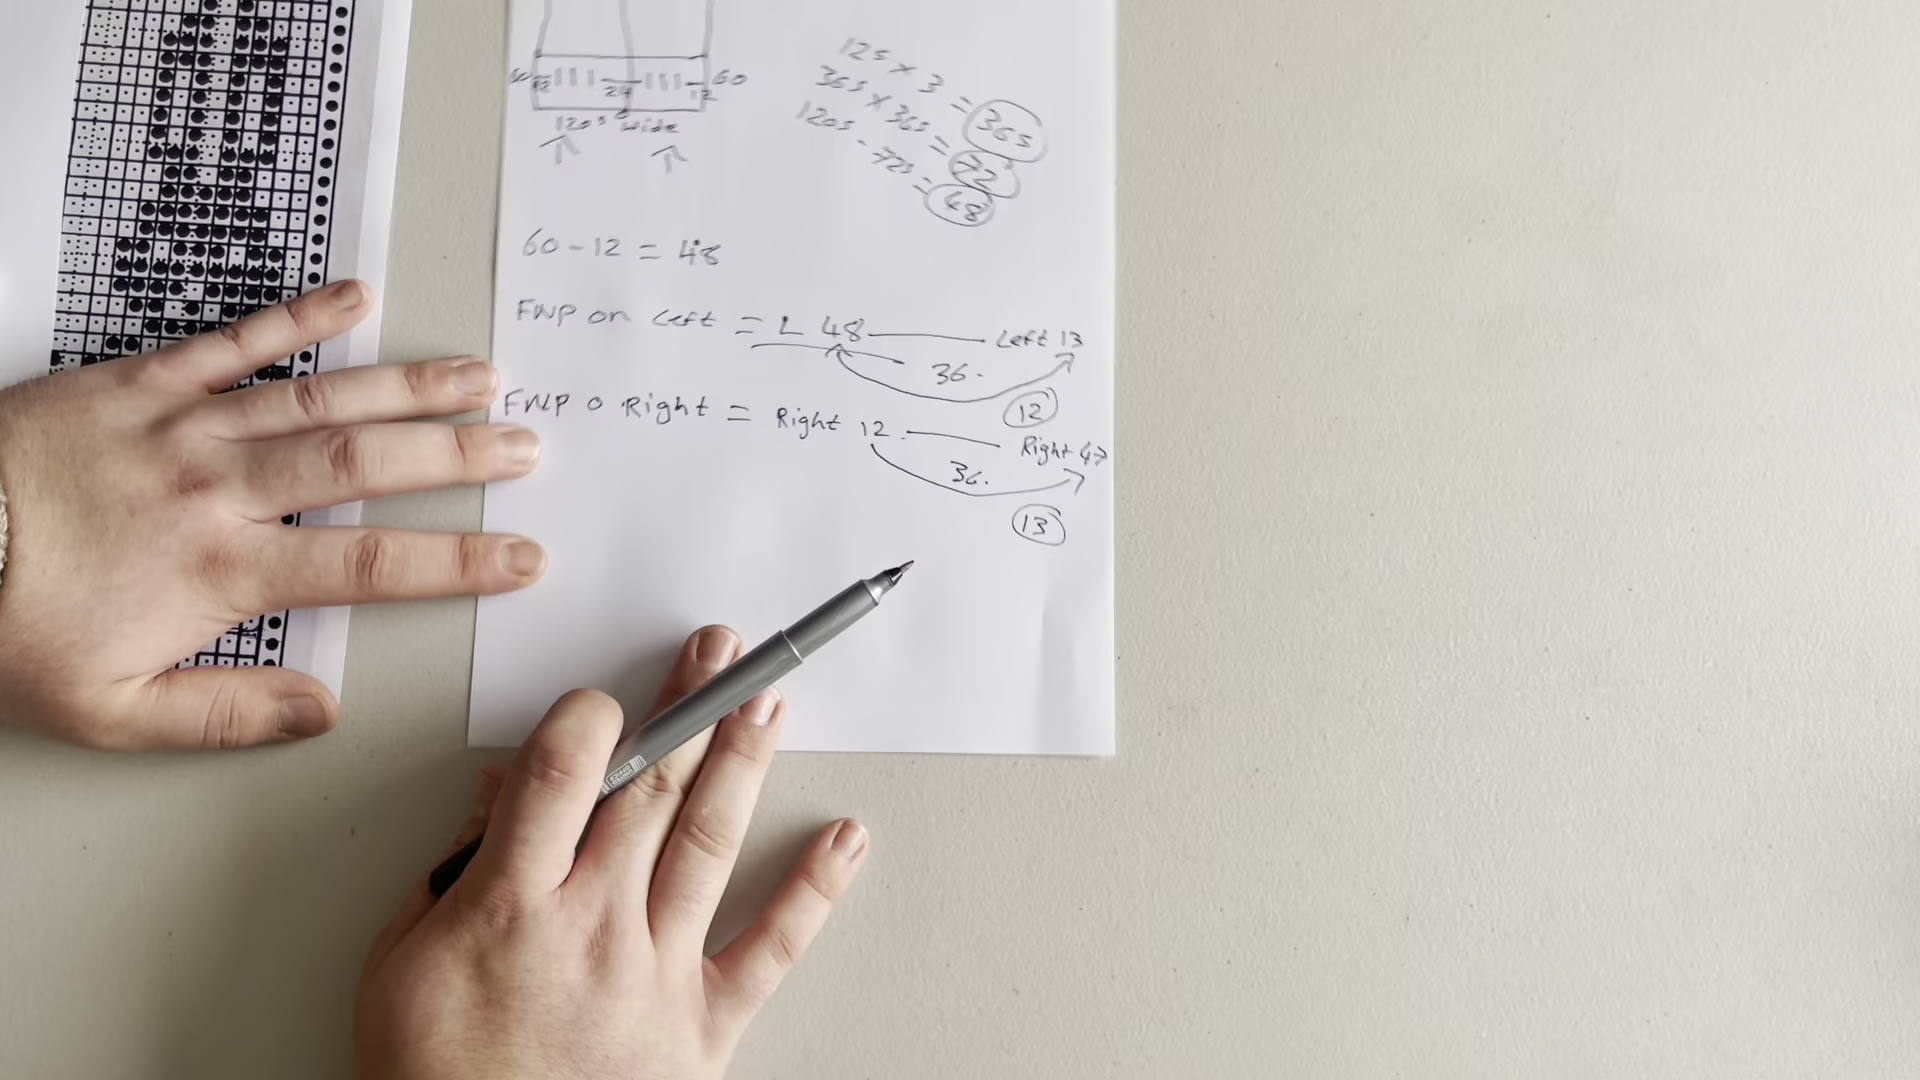 60 60
12 24 12
120s wide
12s × 3 = 36s
36s × 36s = 72
120s - 72s = 48
60 - 12 = 48
FNP on Left = L 48 Left 13
36.
12
FNP o Right = Right 12. Right 47
36.
13